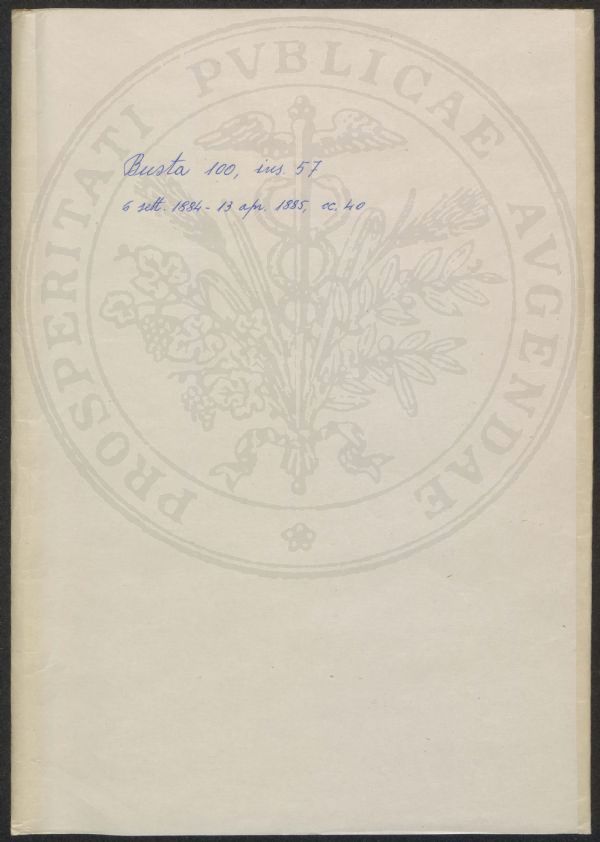 PROSPERITATI PVBLICAE AVGENDAE
Busta 100, ins. 57
6 sett. 1884 - 13 apr. 1885, cc. 40